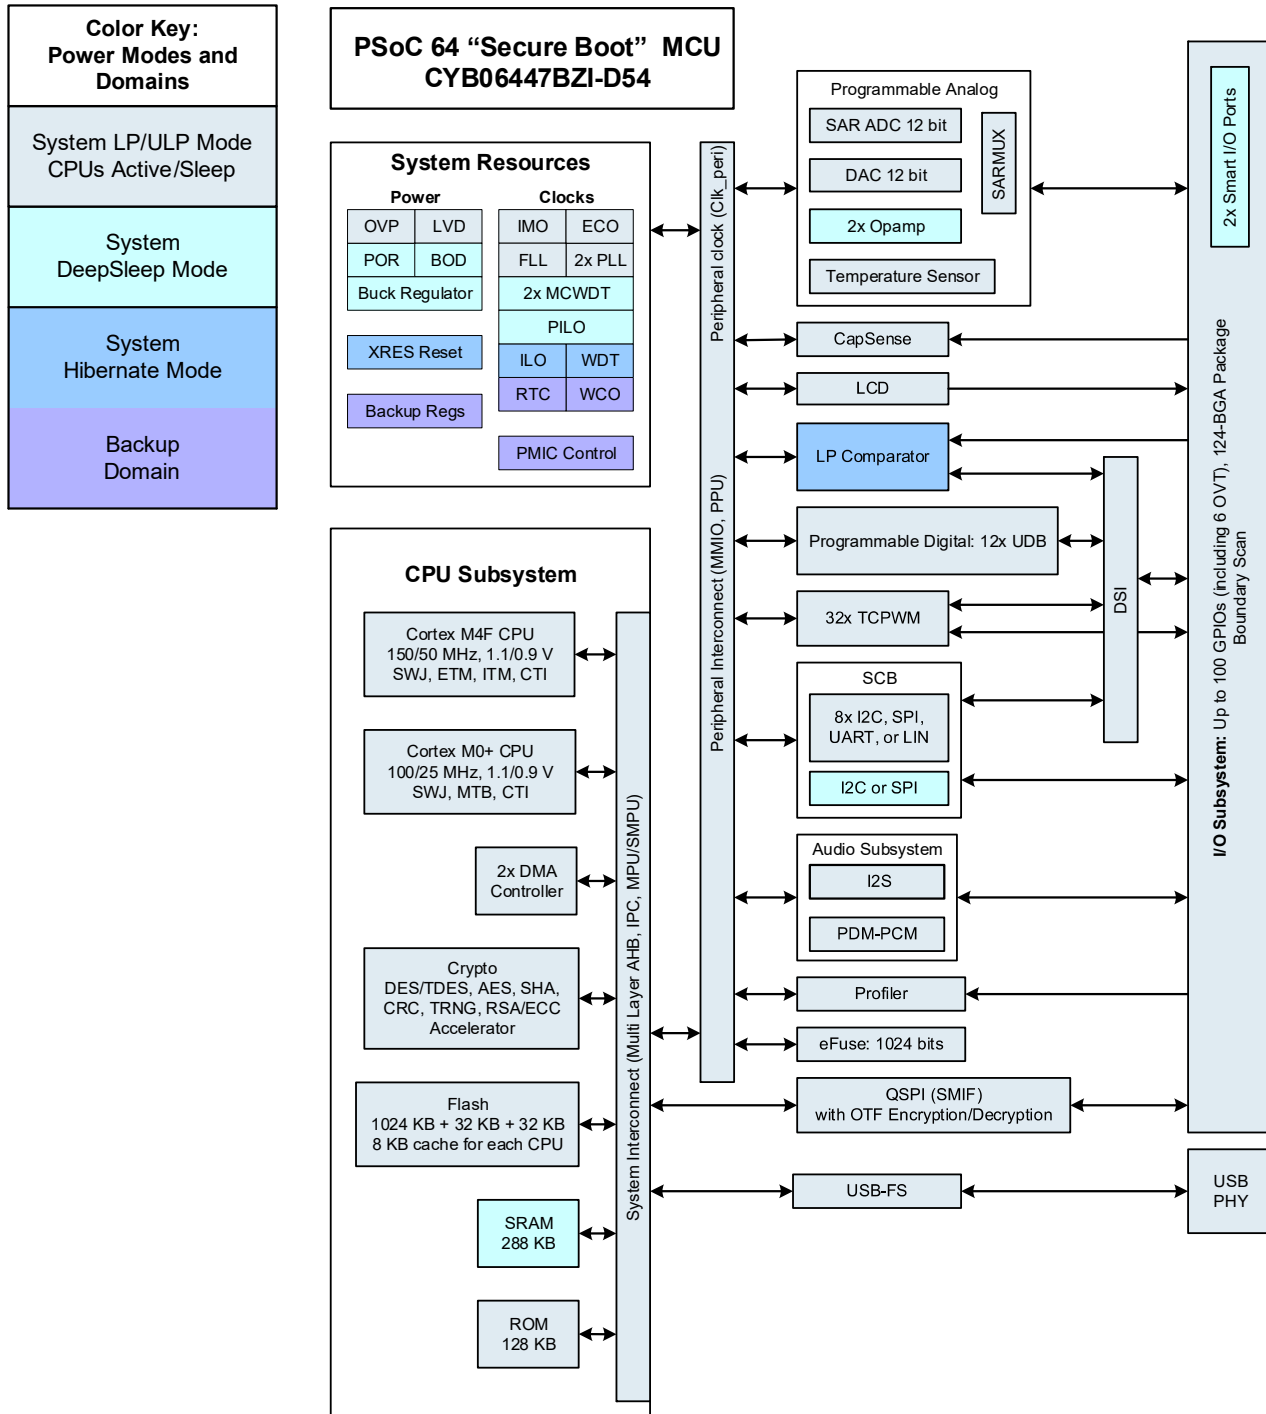 Color Key:
Power Modes and
Domains
System LP/ULP Mode
CPUs Active/Sleep
System
DeepSleep Mode
System
Hibernate Mode
Backup
Domain
PSoC 64 “Secure Boot” MCU
CYB06447BZI-D54
System Resources
Power
OVP LVD
POR BOD
Buck Regulator
XRES Reset
Backup Regs
Clocks
IMO ECO
FLL 2x PLL
2x MCWDT
PILO
ILO WDT
RTC WCO
PMIC Control
CPU Subsystem
Cortex M4F CPU
150/50 MHz, 1.1/0.9 V
SWJ, ETM, ITM, CTI
Cortex M0+ CPU
100/25 MHz, 1.1/0.9 V
SWJ, MTB, CTI
2x DMA
Controller
Crypto
DES/TDES, AES, SHA,
CRC, TRNG, RSA/ECC
Accelerator
Flash
1024 KB + 32 KB + 32 KB
8 KB cache for each CPU
SRAM
288 KB
ROM
128 KB
System Interconnect (Multi Layer AHB, IPC, MPU/SMPU)
Peripheral clock (Clk_peri)
Peripheral Interconnect (MMIO, PPU)
Programmable Analog
SAR ADC 12 bit
DAC 12 bit
2x Opamp
Temperature Sensor
SARMUX
CapSense
LCD
LP Comparator
Programmable Digital: 12x UDB
32x TCPWM
SCB
8x I2C, SPI,
UART, or LIN
I2C or SPI
Audio Subsystem
I2S
PDM-PCM
Profiler
eFuse: 1024 bits
QSPI (SMIF)
with OTF Encryption/Decryption
USB-FS
DSI
2x Smart I/O Ports
I/O Subsystem: Up to 100 GPIOs (including 6 OVT), 124-BGA Package
Boundary Scan
USB
PHY